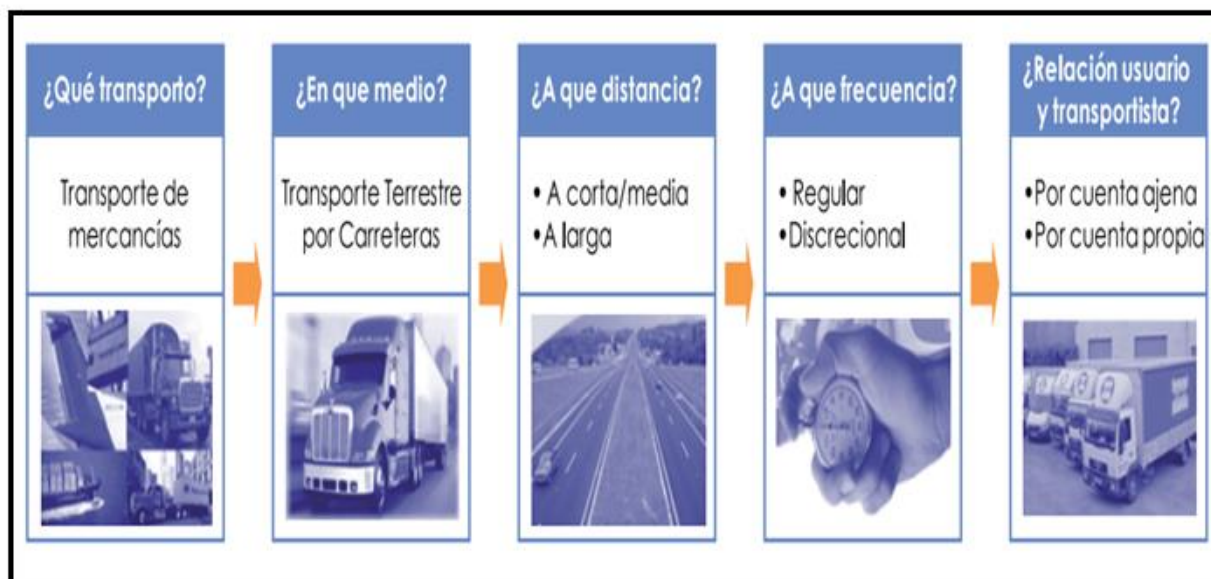 ¿Qué transporto?
Transporte de
mercancías
¿En que medio?
Transporte Terrestre
por Carreteras
¿A que distancia?
• A corta/media
•A larga
¿A que frecuencia?
• Regular
•Discrecional
¿Relación usuario
y transportista?
•Por cuenta ajena
•Por cuenta propia